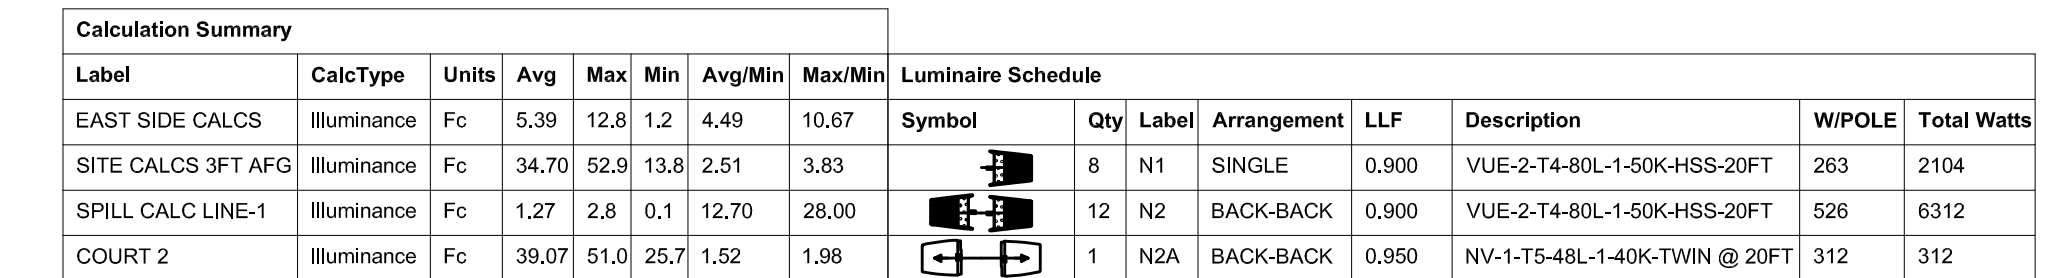 Calculation Summary
Label CalcType Units Avg Max Min Avg/Min Max/Min
EAST SIDE CALCS Illuminance Fc 5.39 12.8 1.2 4.49 10.67
SITE CALCS 3FT AFG Illuminance Fc 34.70 52.9 13.8 2.51 3.83
SPILL CALC LINE-1 Illuminance Fc 1.27 2.8 0.1 12.70 28.00
COURT 2 Illuminance Fc 39.07 51.0 25.7 1.52 1.98
Luminaire Schedule
Symbol Qty Label Arrangement LLF Description W/POLE Total Watts
8 N1 SINGLE 0.900 VUE-2-T4-80L-1-50K-HSS-20FT 263 2104
12 N2 BACK-BACK 0.900 VUE-2-T4-80L-1-50K-HSS-20FT 526 6312
1 N2A BACK-BACK 0.950 NV-1-T5-48L-1-40K-TWIN @ 20FT 312 312